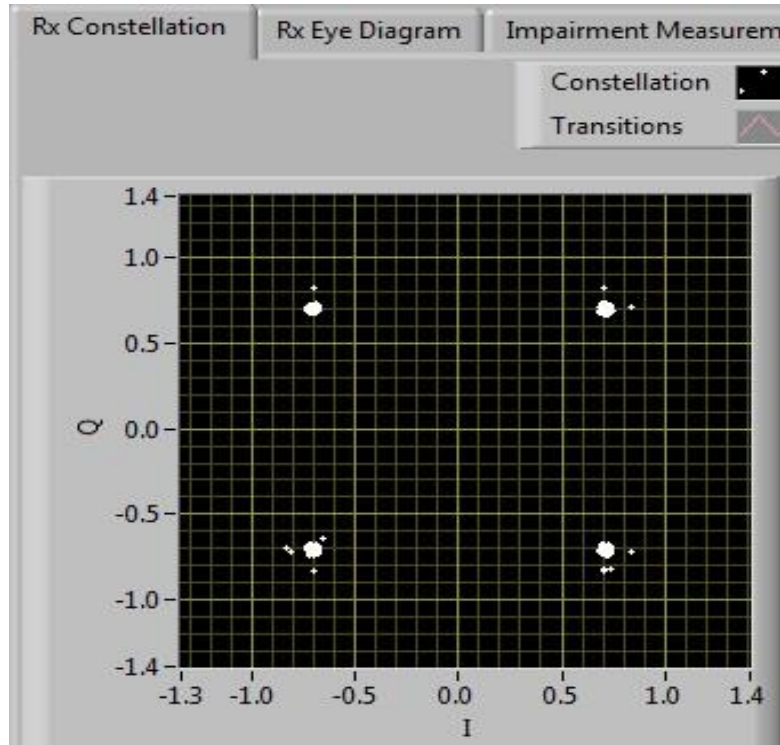 Rx Constellation Rx Eye Diagram Impairment Measurem
Constellation
Transitions
1.4
1.0
0.5
0.0
-0.5
-1.0
-1.4
Q
-1.3 -1.0 -0.5 0.0 0.5 1.0 1.4
I